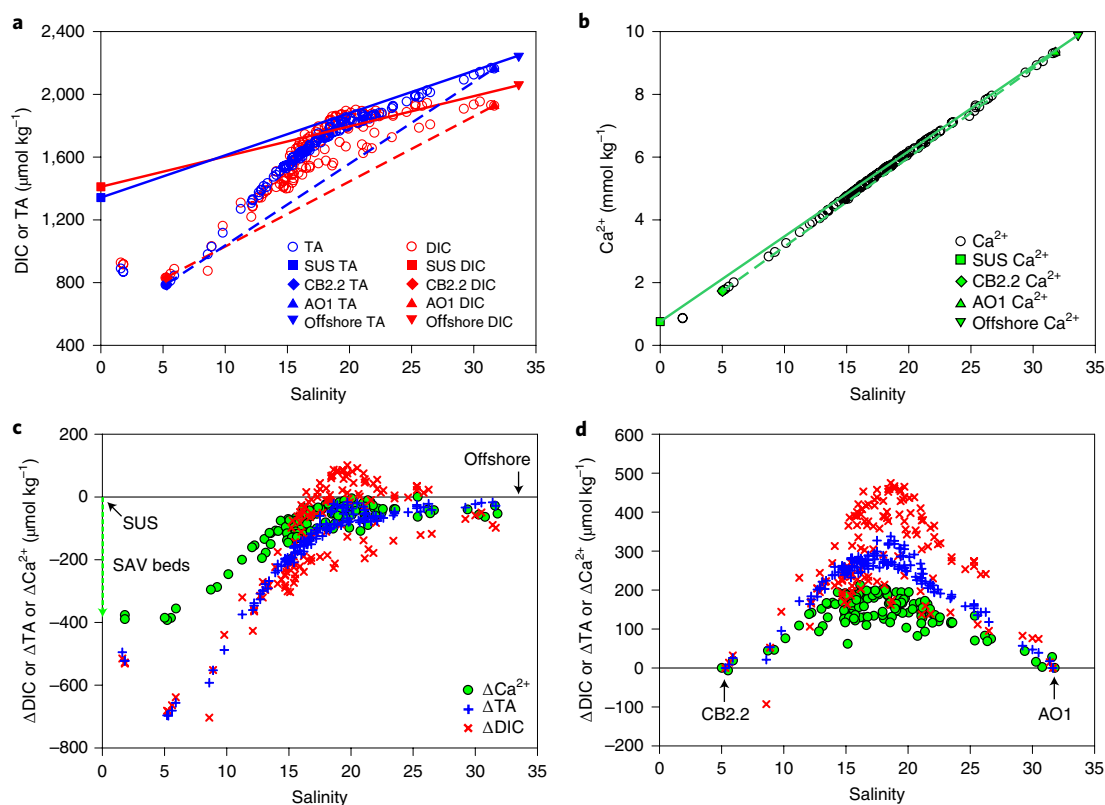 a
2,400
2,000
1,600
1,200
800
400
DIC or TA (μmol kg⁻¹)
TA
DIC
SUS TA
SUS DIC
CB2.2 TA
CB2.2 DIC
AO1 TA
AO1 DIC
Offshore TA
Offshore DIC
0 5 10 15 20 25 30 35
Salinity
b
10
8
6
4
2
0
Ca²⁺ (mmol kg⁻¹)
Ca²⁺
SUS Ca²⁺
CB2.2 Ca²⁺
AO1 Ca²⁺
Offshore Ca²⁺
0 5 10 15 20 25 30 35
Salinity
c
200
0
−200
−400
−600
−800
ΔDIC or ΔTA or ΔCa²⁺ (μmol kg⁻¹)
Offshore
SUS
SAV beds
ΔCa²⁺
ΔTA
ΔDIC
0 5 10 15 20 25 30 35
Salinity
d
600
500
400
300
200
100
0
−100
−200
ΔDIC or ΔTA or ΔCa²⁺ (μmol kg⁻¹)
CB2.2
AO1
0 5 10 15 20 25 30 35
Salinity